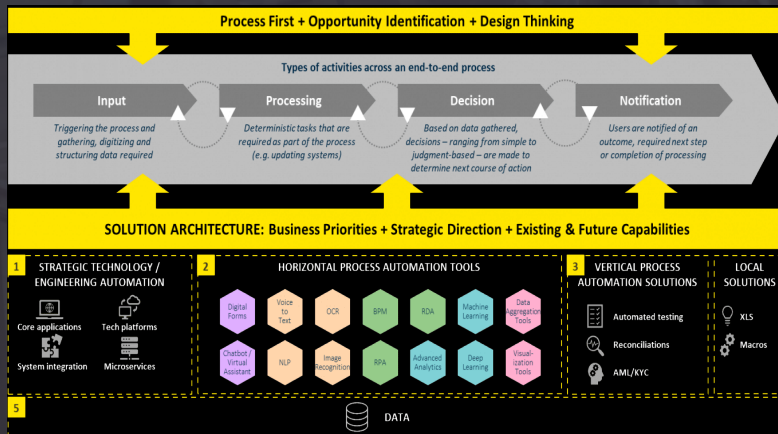 Process First + Opportunity Identification + Design Thinking
Types of activities across an end-to-end process
Input
Processing
Decision
Notification
Triggering the process and
gathering, digitizing and
structuring data required
Deterministic tasks that are
required as part of the process
(e.g. updating systems)
Based on data gathered,
decisions – ranging from simple to
judgment-based – are made to
determine next course of action
Users are notified of an
outcome, required next step
or completion of processing
SOLUTION ARCHITECTURE: Business Priorities + Strategic Direction + Existing & Future Capabilities
1
STRATEGIC TECHNOLOGY /
ENGINEERING AUTOMATION
Core applications
Tech platforms
System integration
Microservices
2
HORIZONTAL PROCESS AUTOMATION TOOLS
Digital
Forms
Voice
to
Text
OCR
BPM
RDA
Machine
Learning
Data
Aggregation
Tools
Chatbot /
Virtual
Assistant
NLP
Image
Recognition
RPA
Advanced
Analytics
Deep
Learning
Visual-
ization
Tools
3
VERTICAL PROCESS
AUTOMATION SOLUTIONS
Automated testing
Reconciliations
AML/KYC
LOCAL
SOLUTIONS
XLS
Macros
5
DATA